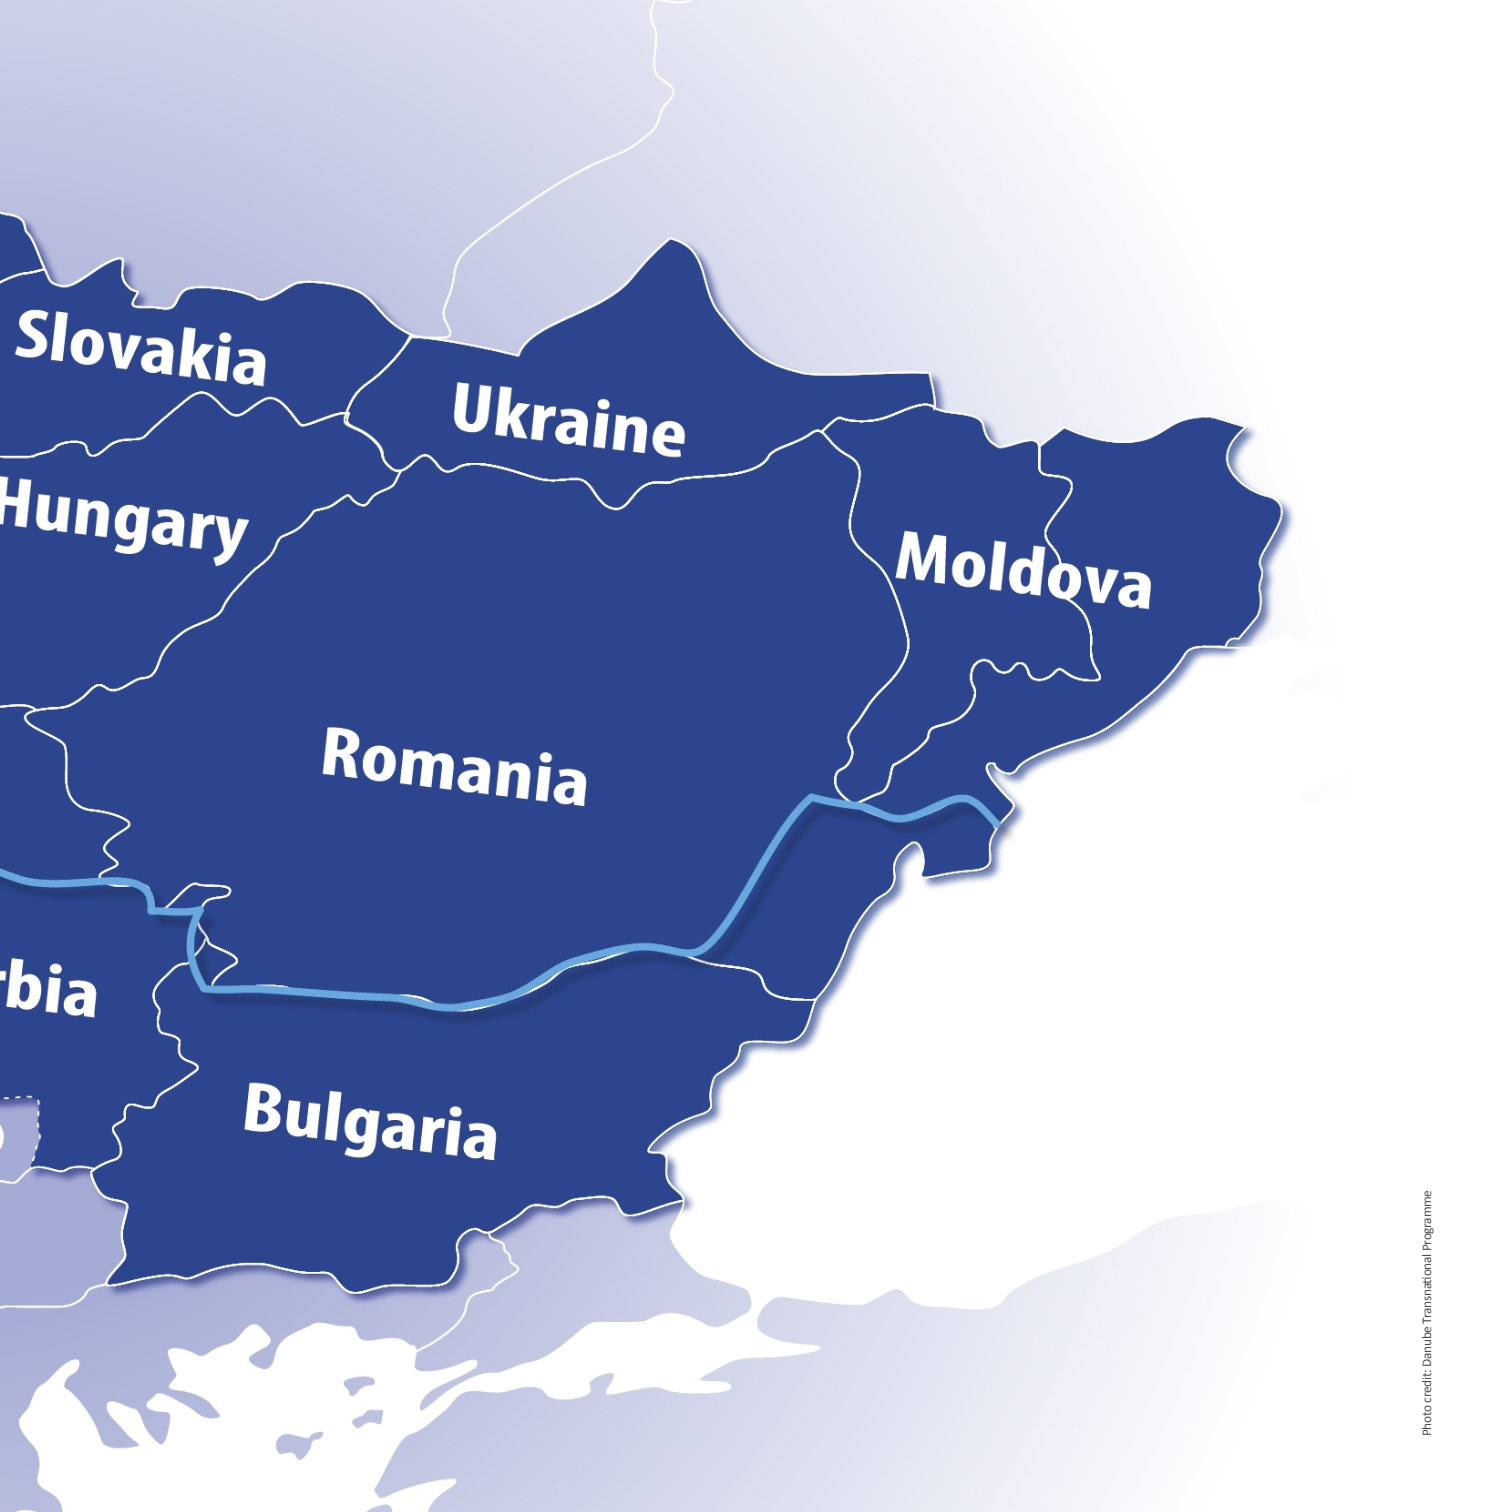 Slovakia
Ukraine
Hungary
Moldova
Romania
rbia
Bulgaria
o
Photo credit: Danube Transnational Programme